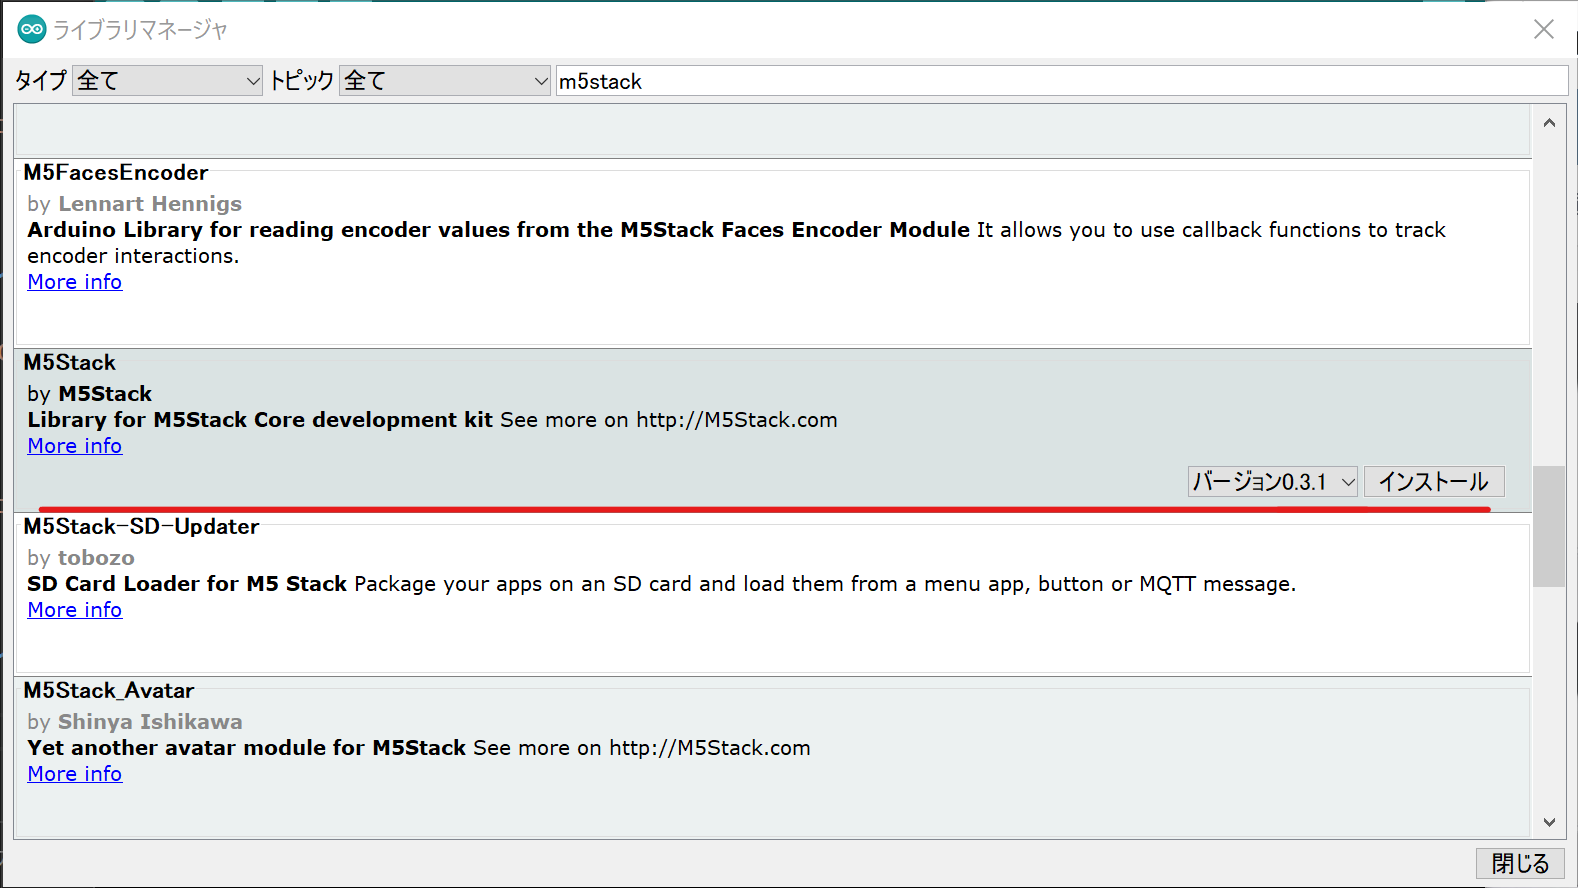 ライブラリマネージャ
タイプ 全て トピック 全て m5stack
M5FacesEncoder
by Lennart Hennigs
Arduino Library for reading encoder values from the M5Stack Faces Encoder Module It allows you to use callback functions to track
encoder interactions.
More info
M5Stack
by M5Stack
Library for M5Stack Core development kit See more on http://M5Stack.com
More info
バージョン0.3.1 インストール
M5Stack-SD-Updater
by tobozo
SD Card Loader for M5 Stack Package your apps on an SD card and load them from a menu app, button or MQTT message.
More info
M5Stack_Avatar
by Shinya Ishikawa
Yet another avatar module for M5Stack See more on http://M5Stack.com
More info
閉じる